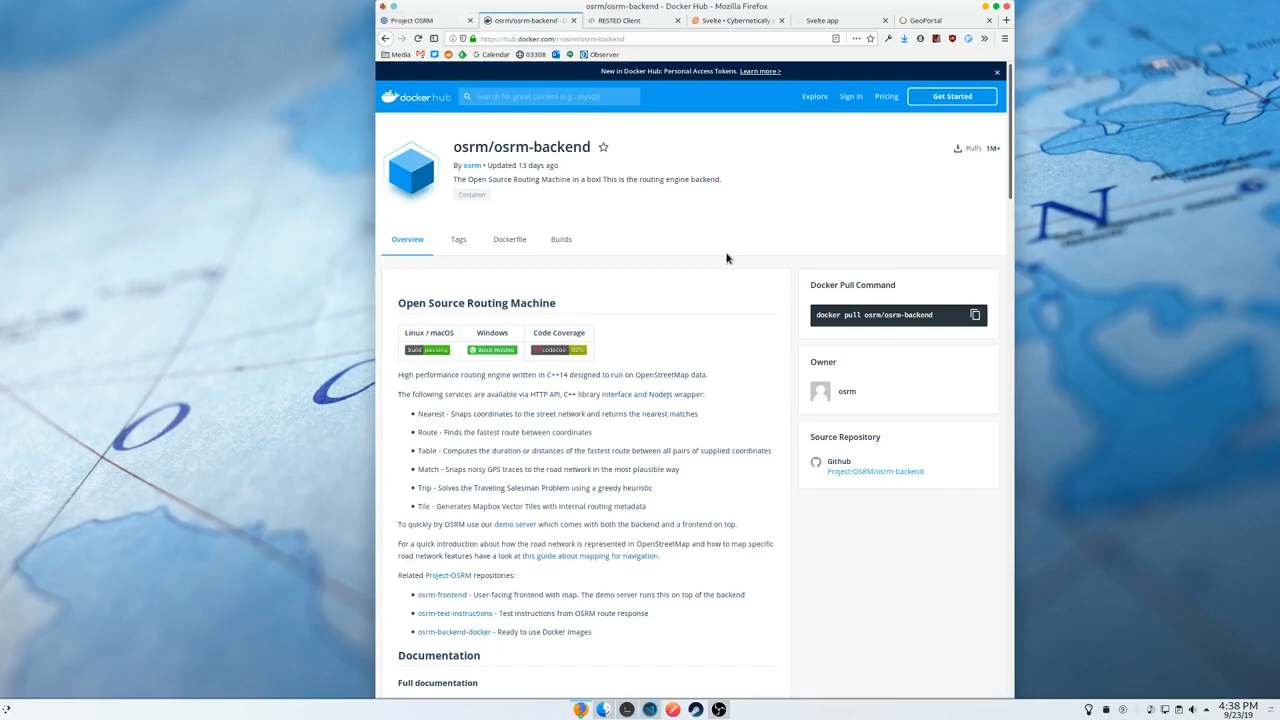 osrm/osrm-backend - Docker Hub - Mozilla Firefox
Project OSRM
osrm/osrm-backend - D
RESTED Client
Svelte • Cybernetically e
Svelte app
GeoPortal
https://hub.docker.com/r/osrm/osrm-backend
Media
Calendar
03308
Observer
New in Docker Hub: Personal Access Tokens. Learn more >
docker hub
Search for great content (e.g., mysql)
Explore
Sign In
Pricing
Get Started
osrm/osrm-backend
Pulls 1M+
By osrm • Updated 13 days ago
The Open Source Routing Machine in a box! This is the routing engine backend.
Container
Overview
Tags
Dockerfile
Builds
Open Source Routing Machine
Linux / macOS
Windows
Code Coverage
build passing
BUILD PASSING
codecov 92%
High performance routing engine written in C++14 designed to run on OpenStreetMap data.
The following services are available via HTTP API, C++ library interface and NodeJs wrapper:
• Nearest - Snaps coordinates to the street network and returns the nearest matches
• Route - Finds the fastest route between coordinates
• Table - Computes the duration or distances of the fastest route between all pairs of supplied coordinates
• Match - Snaps noisy GPS traces to the road network in the most plausible way
• Trip - Solves the Traveling Salesman Problem using a greedy heuristic
• Tile - Generates Mapbox Vector Tiles with internal routing metadata
To quickly try OSRM use our demo server which comes with both the backend and a frontend on top.
For a quick introduction about how the road network is represented in OpenStreetMap and how to map specific
road network features have a look at this guide about mapping for navigation.
Related Project-OSRM repositories:
• osrm-frontend - User-facing frontend with map. The demo server runs this on top of the backend
• osrm-text-instructions - Text instructions from OSRM route response
• osrm-backend-docker - Ready to use Docker images
Documentation
Full documentation
Docker Pull Command
docker pull osrm/osrm-backend
Owner
osrm
Source Repository
Github
Project-OSRM/osrm-backend
4:38 PM
9/23/19